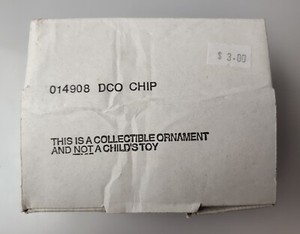 $ 3.00
014908 DCO CHIP
THIS IS A COLLECTIBLE ORNAMENT
AND NOT A CHILD'S TOY